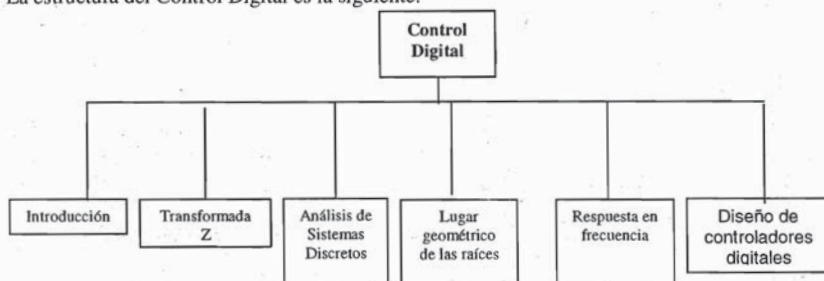 La estructura del Control Digital es la siguiente:
Control
Digital
Introducción
Transformada
Z
Análisis de
Sistemas
Discretos
Lugar
geométrico
de las raíces
Respuesta en
frecuencia
Diseño de
controladores
digitales